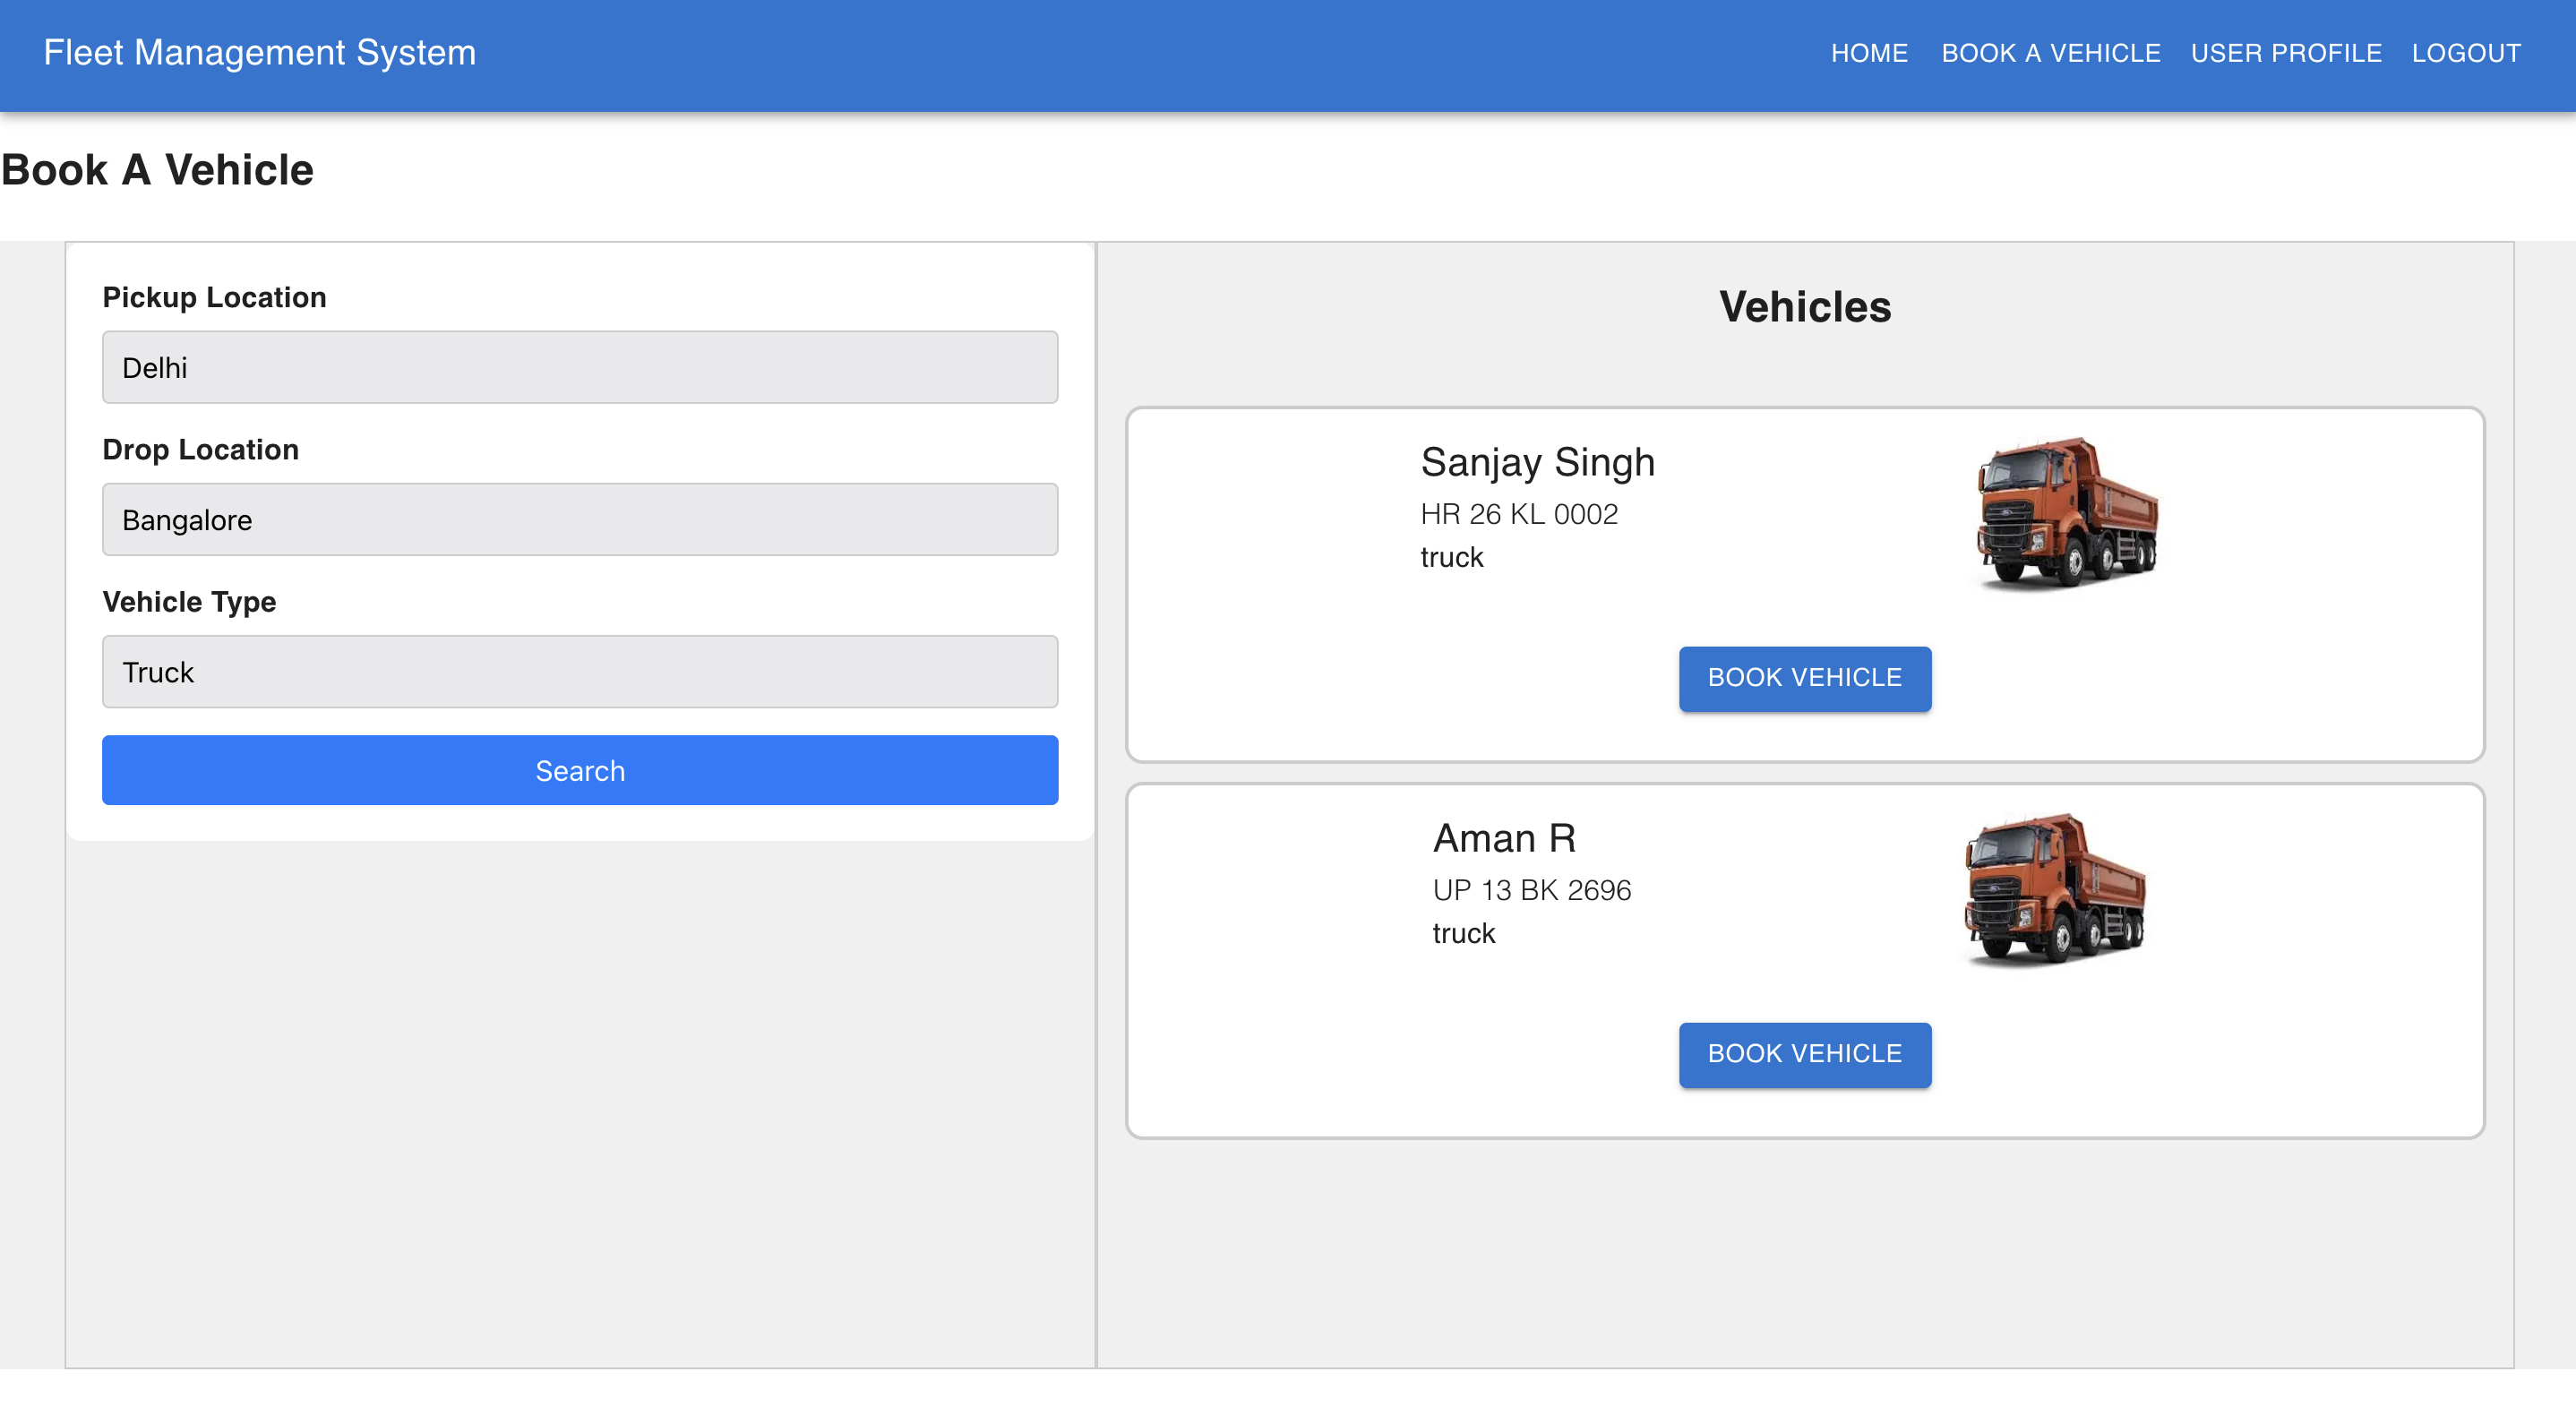 Fleet Management System
HOME BOOK A VEHICLE USER PROFILE LOGOUT
Book A Vehicle
Pickup Location
Delhi
Drop Location
Bangalore
Vehicle Type
Truck
Search
Vehicles
Sanjay Singh
HR 26 KL 0002
truck
BOOK VEHICLE
Aman R
UP 13 BK 2696
truck
BOOK VEHICLE